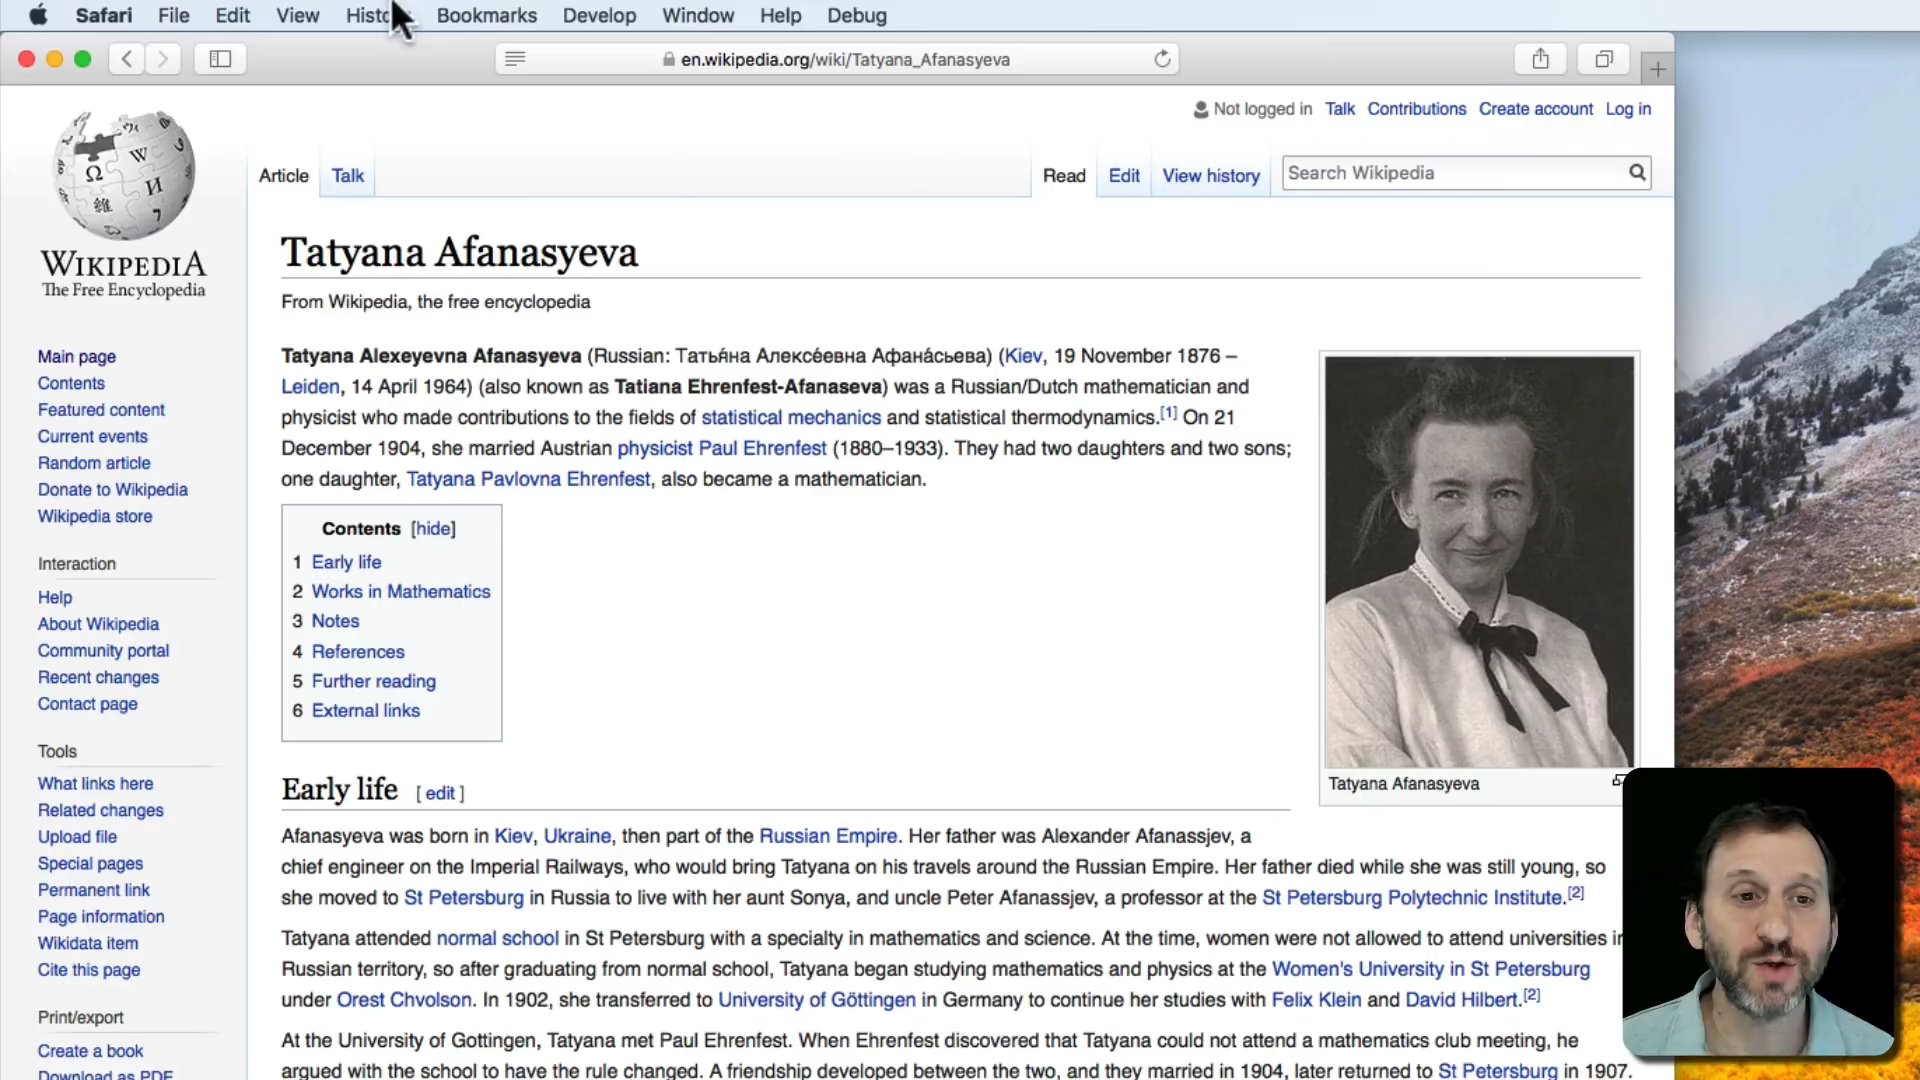 Safari File Edit View Histo Bookmarks Develop Window Help Debug
en.wikipedia.org/wiki/Tatyana_Afanasyeva
Not logged in Talk Contributions Create account Log in
Article Talk Read Edit View history Search Wikipedia
WIKIPEDIA
The Free Encyclopedia
Main page
Contents
Featured content
Current events
Random article
Donate to Wikipedia
Wikipedia store
Interaction
Help
About Wikipedia
Community portal
Recent changes
Contact page
Tools
What links here
Related changes
Upload file
Special pages
Permanent link
Page information
Wikidata item
Cite this page
Print/export
Create a book
Download as PDF
Tatyana Afanasyeva
From Wikipedia, the free encyclopedia
Tatyana Alexeyevna Afanasyeva (Russian: Татья́на Алексе́евна Афана́сьева) (Kiev, 19 November 1876 –
Leiden, 14 April 1964) (also known as Tatiana Ehrenfest-Afanaseva) was a Russian/Dutch mathematician and
physicist who made contributions to the fields of statistical mechanics and statistical thermodynamics.[1] On 21
December 1904, she married Austrian physicist Paul Ehrenfest (1880–1933). They had two daughters and two sons;
one daughter, Tatyana Pavlovna Ehrenfest, also became a mathematician.
Contents [hide]
1 Early life
2 Works in Mathematics
3 Notes
4 References
5 Further reading
6 External links
Tatyana Afanasyeva
Early life [ edit ]
Afanasyeva was born in Kiev, Ukraine, then part of the Russian Empire. Her father was Alexander Afanassjev, a
chief engineer on the Imperial Railways, who would bring Tatyana on his travels around the Russian Empire. Her father died while she was still young, so
she moved to St Petersburg in Russia to live with her aunt Sonya, and uncle Peter Afanassjev, a professor at the St Petersburg Polytechnic Institute.[2]
Tatyana attended normal school in St Petersburg with a specialty in mathematics and science. At the time, women were not allowed to attend universities in
Russian territory, so after graduating from normal school, Tatyana began studying mathematics and physics at the Women's University in St Petersburg
under Orest Chvolson. In 1902, she transferred to University of Göttingen in Germany to continue her studies with Felix Klein and David Hilbert.[2]
At the University of Gottingen, Tatyana met Paul Ehrenfest. When Ehrenfest discovered that Tatyana could not attend a mathematics club meeting, he
argued with the school to have the rule changed. A friendship developed between the two, and they married in 1904, later returned to St Petersburg in 1907.